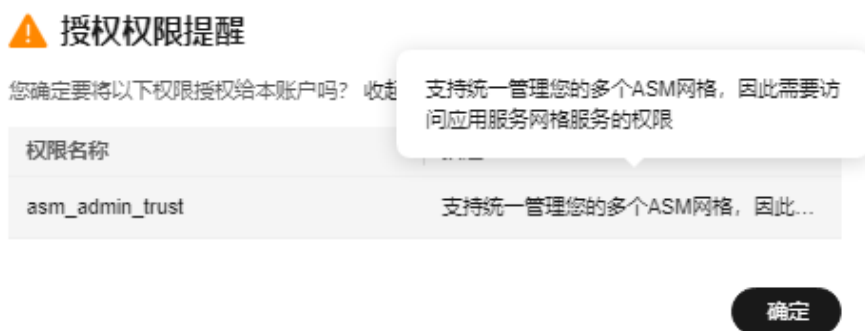 授权权限提醒
您确定要将以下权限授权给本账户吗? 收起
支持统一管理您的多个ASM网格,因此需要访
问应用服务网格服务的权限
权限名称
asm_admin_trust
支持统一管理您的多个ASM网格,因此...
确定